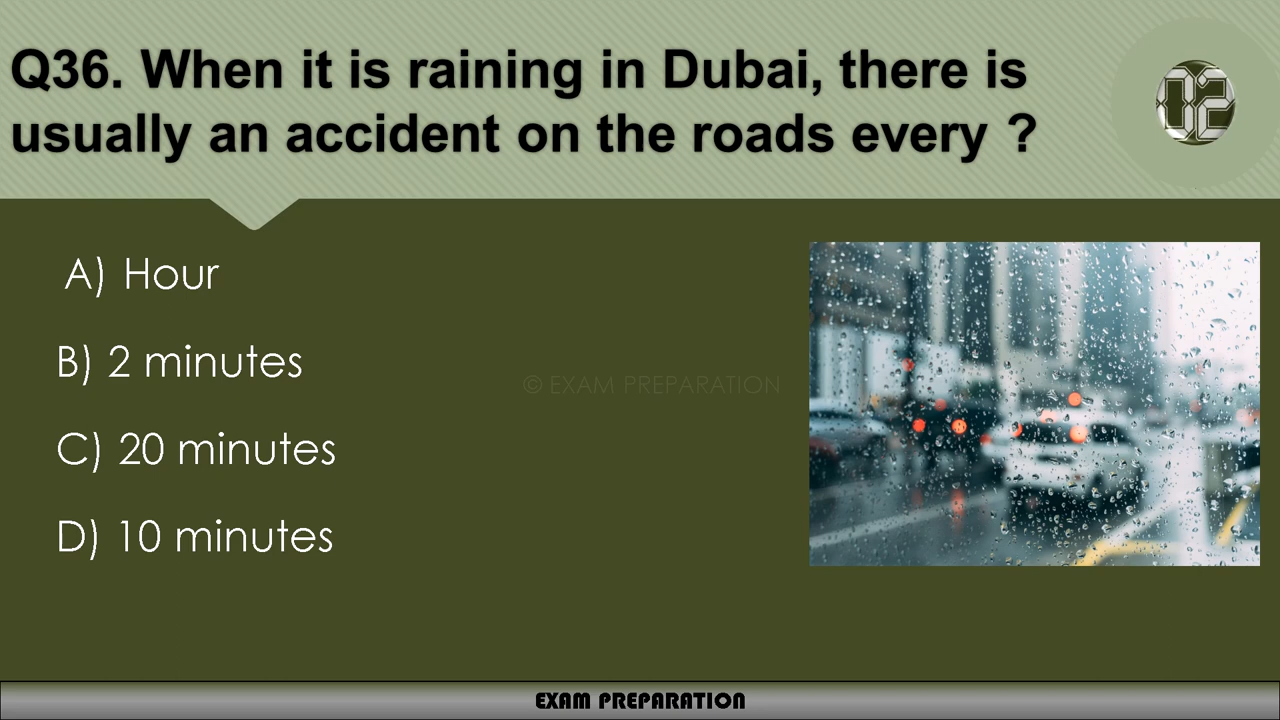 Q36. When it is raining in Dubai, there is
usually an accident on the roads every ?
02
A) Hour
B) 2 minutes
C) 20 minutes
D) 10 minutes
© EXAM PREPARATION
EXAM PREPARATION